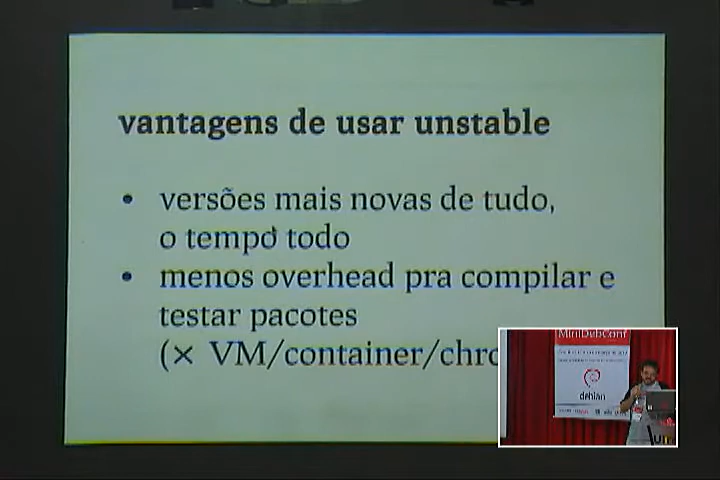 vantagens de usar unstable
• versões mais novas de tudo,
o tempo todo
• menos overhead pra compilar e
testar pacotes
(× VM/container/chro
MiniDebConf
debian